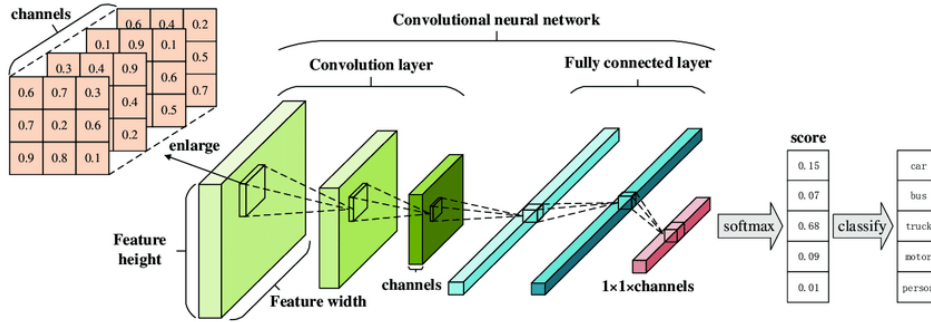 channels
0.6 0.4 0.2
0.1 0.9 0.1
0.5
0.3 0.4 0.9
0.6
0.7
0.6 0.7 0.3
0.4
0.5
0.7 0.2 0.6
0.2
0.9 0.8 0.1
enlarge
Convolutional neural network
Convolution layer
Fully connected layer
Feature
height
Feature width
channels
1×1×channels
softmax
score
0.15
0.07
0.68
0.09
0.01
classify
car
bus
truck
motor
person